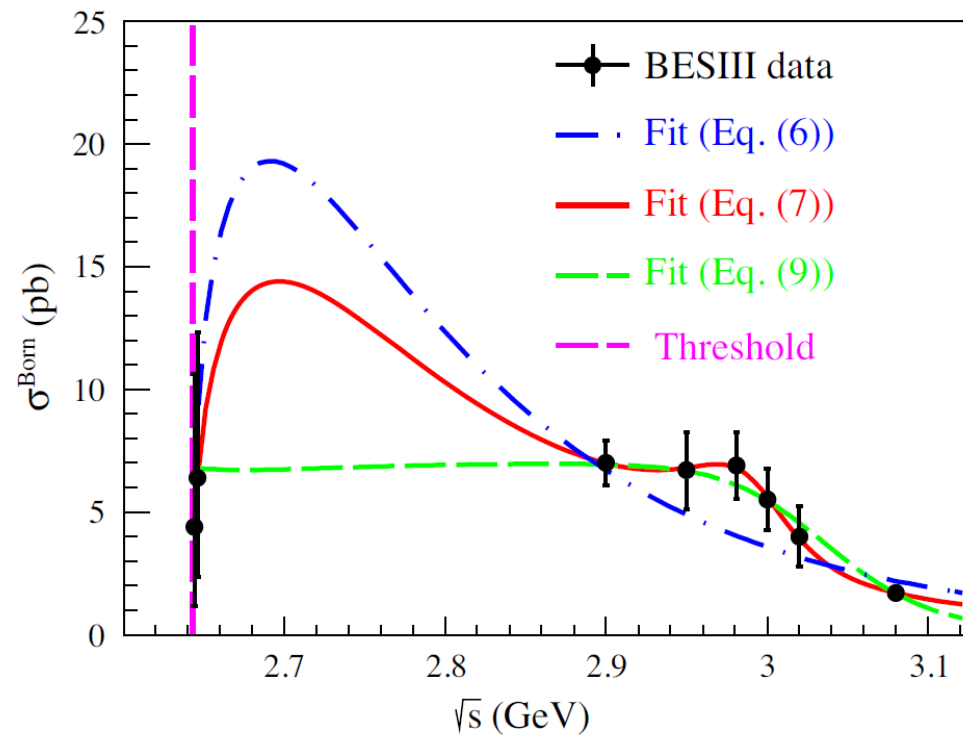 25
20
15
10
5
0
σ^Born (pb)
BESIII data
Fit (Eq. (6))
Fit (Eq. (7))
Fit (Eq. (9))
Threshold
2.7 2.8 2.9 3 3.1
√s (GeV)